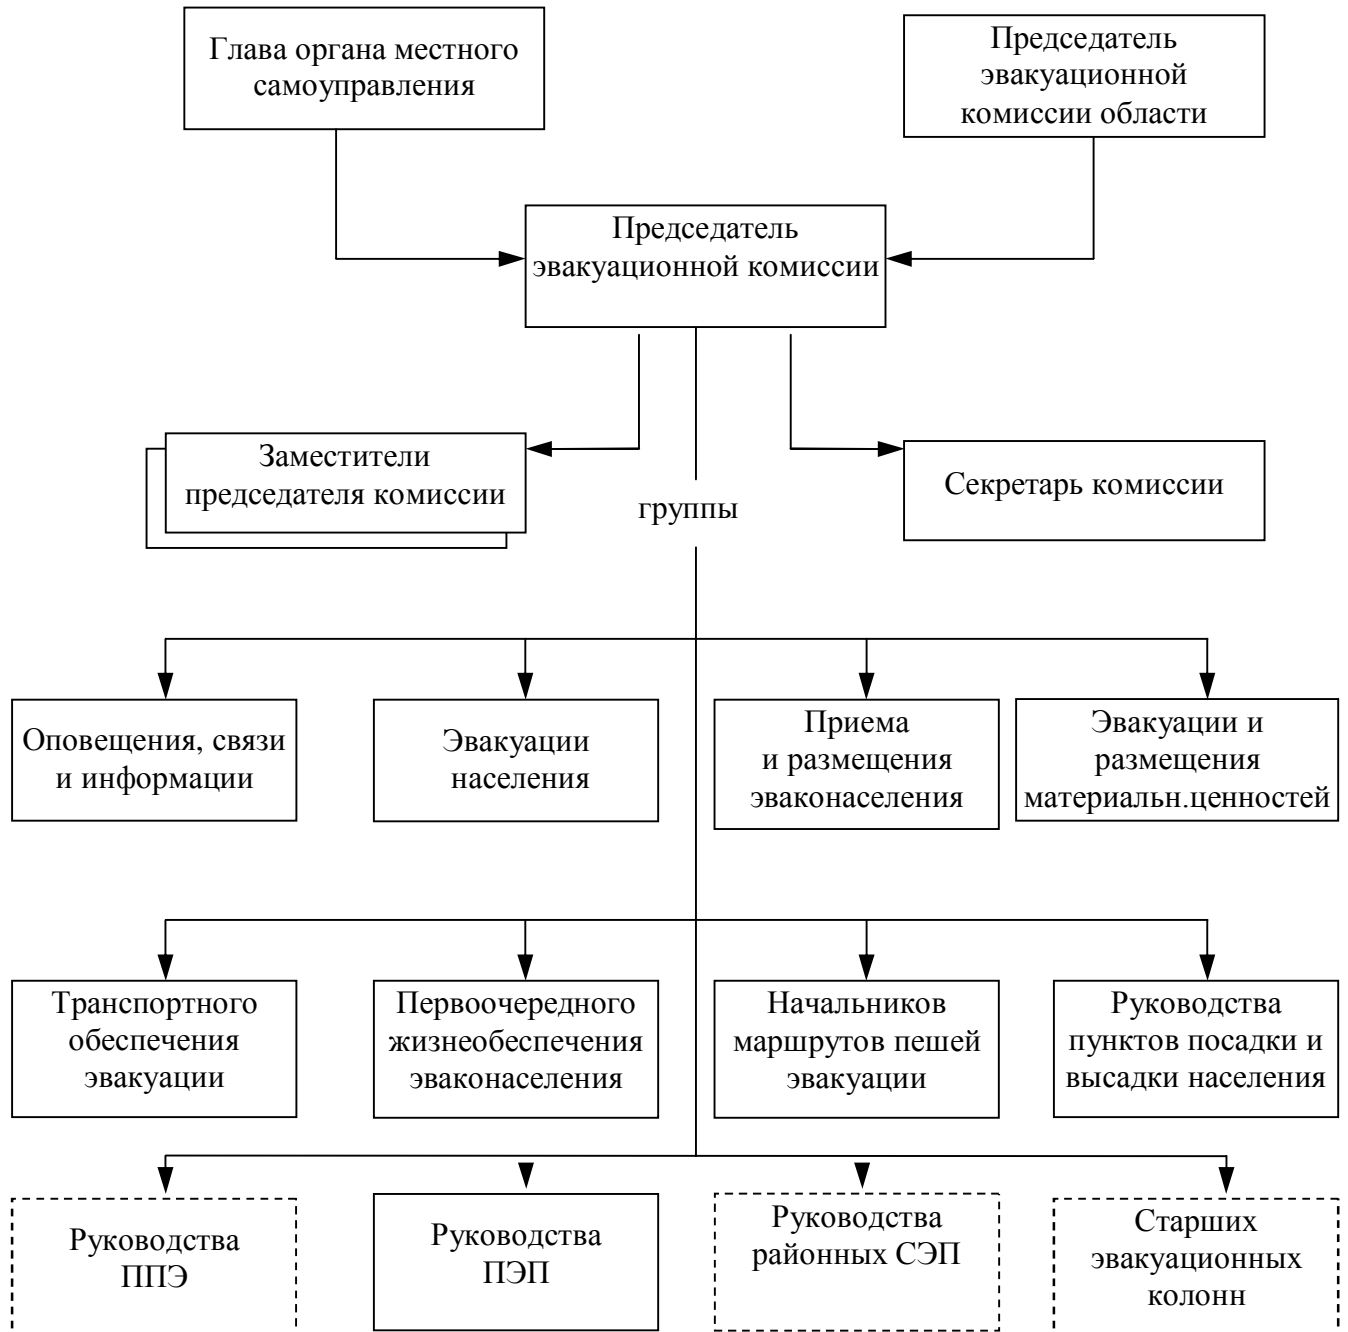 Глава органа местного
самоуправления
Председатель
эвакуационной
комиссии области
Председатель
эвакуационной комиссии
Заместители
председателя комиссии
группы
Секретарь комиссии
Оповещения, связи
и информации
Эвакуации
населения
Приема
и размещения
эваконаселения
Эвакуации и
размещения
материальн.ценностей
Транспортного
обеспечения
эвакуации
Первоочередного
жизнеобеспечения
эваконаселения
Начальников
маршрутов пешей
эвакуации
Руководства
пунктов посадки и
высадки населения
Руководства
ППЭ
Руководства
ПЭП
Руководства
районных СЭП
Старших
эвакуационных
колонн